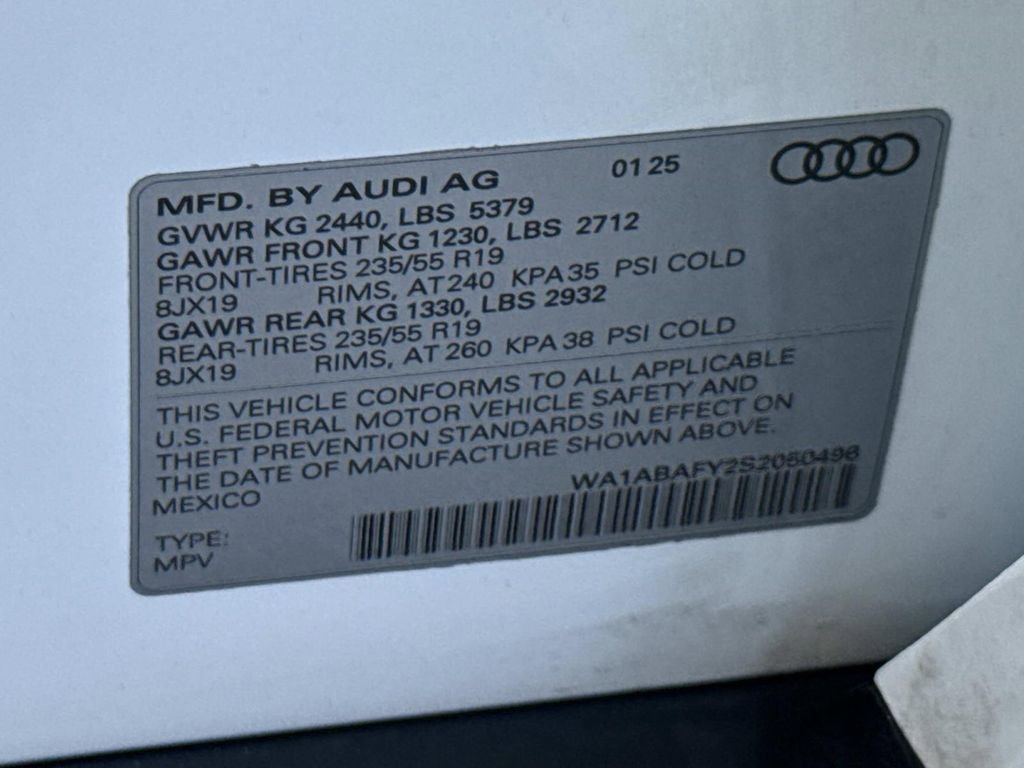 MFD. BY AUDI AG 01 25
GVWR KG 2440, LBS 5379
GAWR FRONT KG 1230, LBS 2712
FRONT-TIRES 235/55 R19
8JX19 RIMS, AT 240 KPA 35 PSI COLD
GAWR REAR KG 1330, LBS 2932
REAR-TIRES 235/55 R19
8JX19 RIMS, AT 260 KPA 38 PSI COLD
THIS VEHICLE CONFORMS TO ALL APPLICABLE
U.S. FEDERAL MOTOR VEHICLE SAFETY AND
THEFT PREVENTION STANDARDS IN EFFECT ON
THE DATE OF MANUFACTURE SHOWN ABOVE.
MEXICO WA1ABAFY2S2050496
TYPE:
MPV